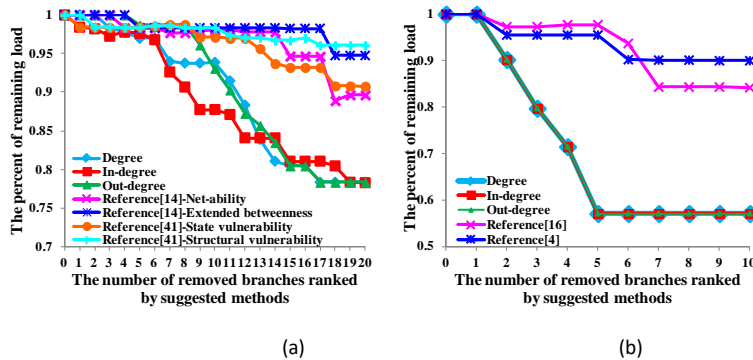 The percent of remaining load
1
0.95
0.9
0.85
0.8
0.75
0.7
Degree
In-degree
Out-degree
Reference[14]-Net-ability
Reference[14]-Extended betweenness
Reference[41]-State vulnerability
Reference[41]-Structural vulnerability
0 1 2 3 4 5 6 7 8 9 10 11 12 13 14 15 16 17 18 19 20
The number of removed branches ranked
by suggested methods
(a)
The percent of remaining load
1
0.9
0.8
0.7
0.6
0.5
Degree
In-degree
Out-degree
Reference[16]
Reference[4]
0 1 2 3 4 5 6 7 8 9 10
The number of removed branches ranked
by suggested methods
(b)